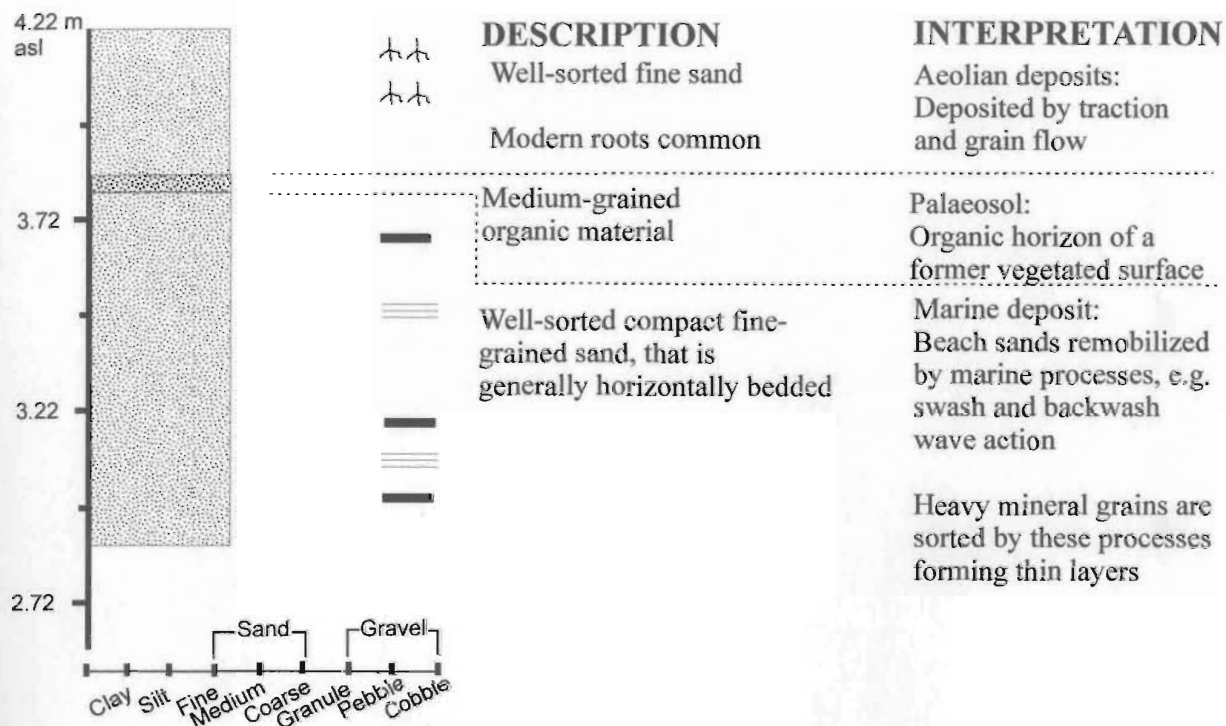 4.22 m
asl
3.72
3.22
2.72
Sand
Gravel
Clay
Silt
Fine
Medium
Coarse
Granule
Pebble
Cobble
DESCRIPTION
Well-sorted fine sand
Modern roots common
Medium-grained
organic material
Well-sorted compact fine-
grained sand, that is
generally horizontally bedded
INTERPRETATION
Aeolian deposits:
Deposited by traction
and grain flow
Palaeosol:
Organic horizon of a
former vegetated surface
Marine deposit:
Beach sands remobilized
by marine processes, e.g.
swash and backwash
wave action
Heavy mineral grains are
sorted by these processes
forming thin layers